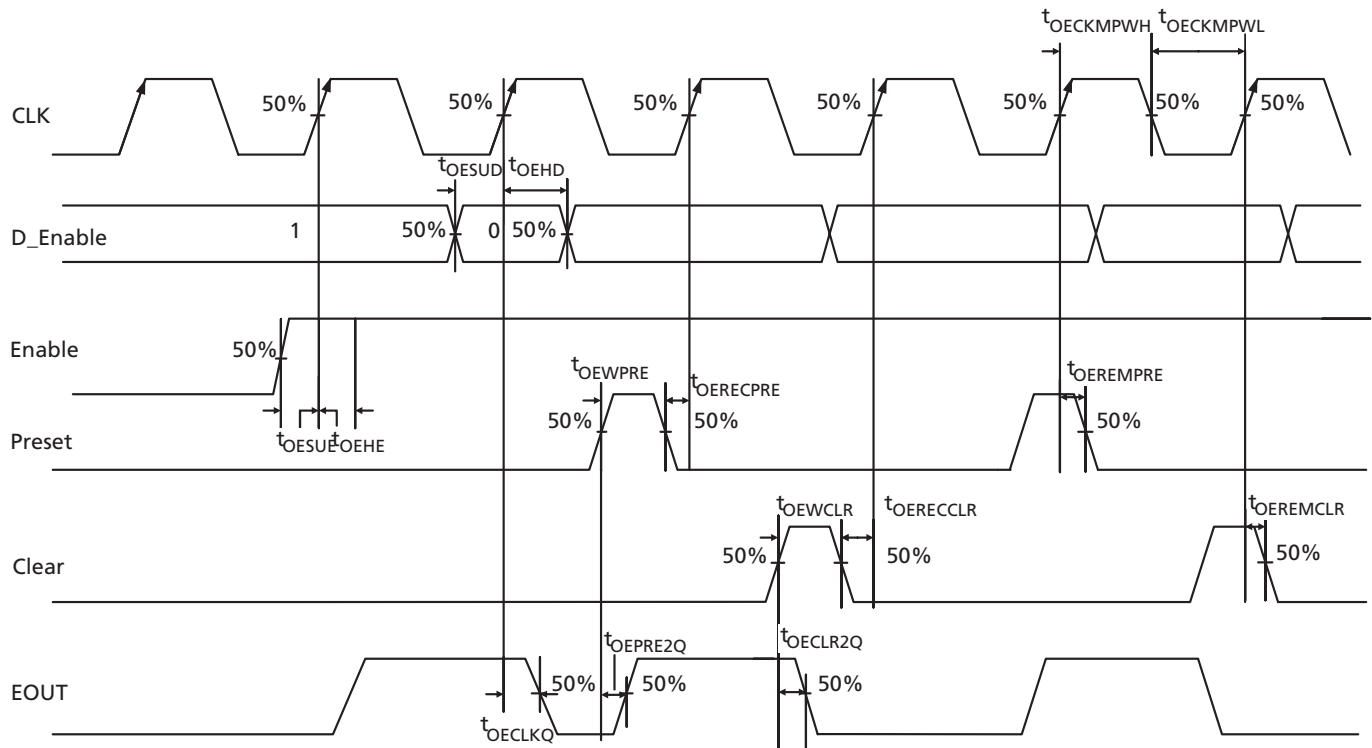 tOECKMPWH tOECKMPWL
CLK 50% 50% 50% 50% 50% 50% 50%
tOESUD tOEHD
D_Enable 1 50% 0 50%
Enable 50%
tOEWPRE tOERECPRE tOEREMPRE
Preset tOESUE tOEHE 50% 50% 50%
tOEWCLR tOERECCLR tOEREMCLR
Clear 50% 50% 50%
tOEPRE2Q tOECLR2Q
EOUT 50% 50% 50%
tOECLKQ